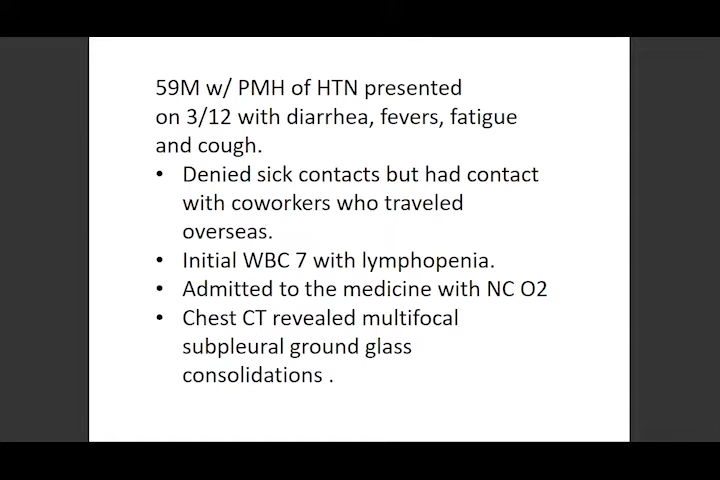 59M w/ PMH of HTN presented
on 3/12 with diarrhea, fevers, fatigue
and cough.
• Denied sick contacts but had contact
with coworkers who traveled
overseas.
• Initial WBC 7 with lymphopenia.
• Admitted to the medicine with NC O2
• Chest CT revealed multifocal
subpleural ground glass
consolidations .